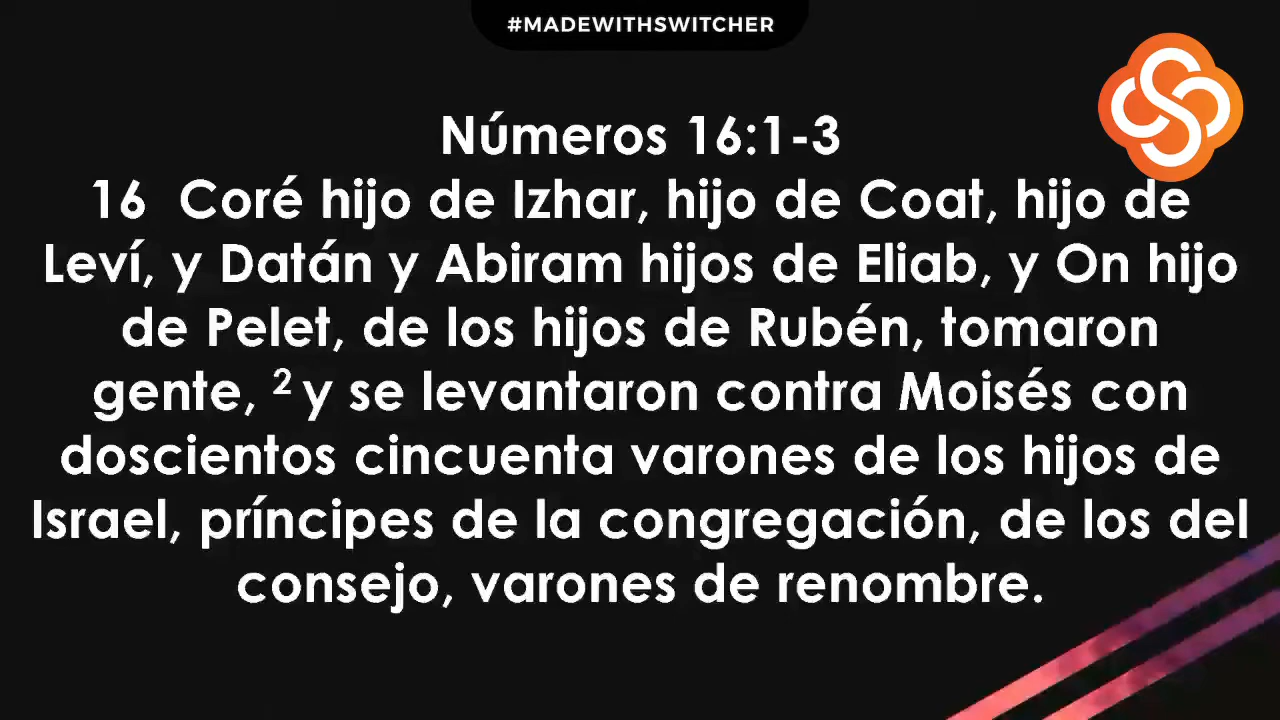 #MADEWITHSWITCHER
Números 16:1-3
16 Coré hijo de Izhar, hijo de Coat, hijo de
Leví, y Datán y Abiram hijos de Eliab, y On hijo
de Pelet, de los hijos de Rubén, tomaron
gente, ² y se levantaron contra Moisés con
doscientos cincuenta varones de los hijos de
Israel, príncipes de la congregación, de los del
consejo, varones de renombre.